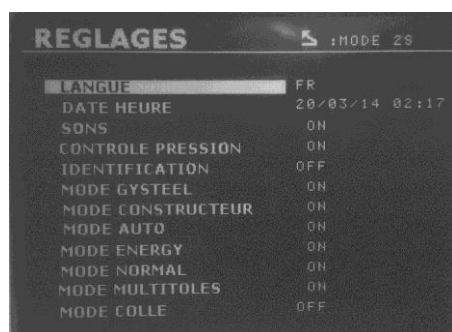 REGLAGES :MODE 2S
LANGUE FR
DATE HEURE 20/03/14 02:17
SONS ON
CONTROLE PRESSION ON
IDENTIFICATION OFF
MODE GYSTEEL ON
MODE CONSTRUCTEUR ON
MODE AUTO ON
MODE ENERGY ON
MODE NORMAL ON
MODE MULTITOLES ON
MODE COLLE OFF